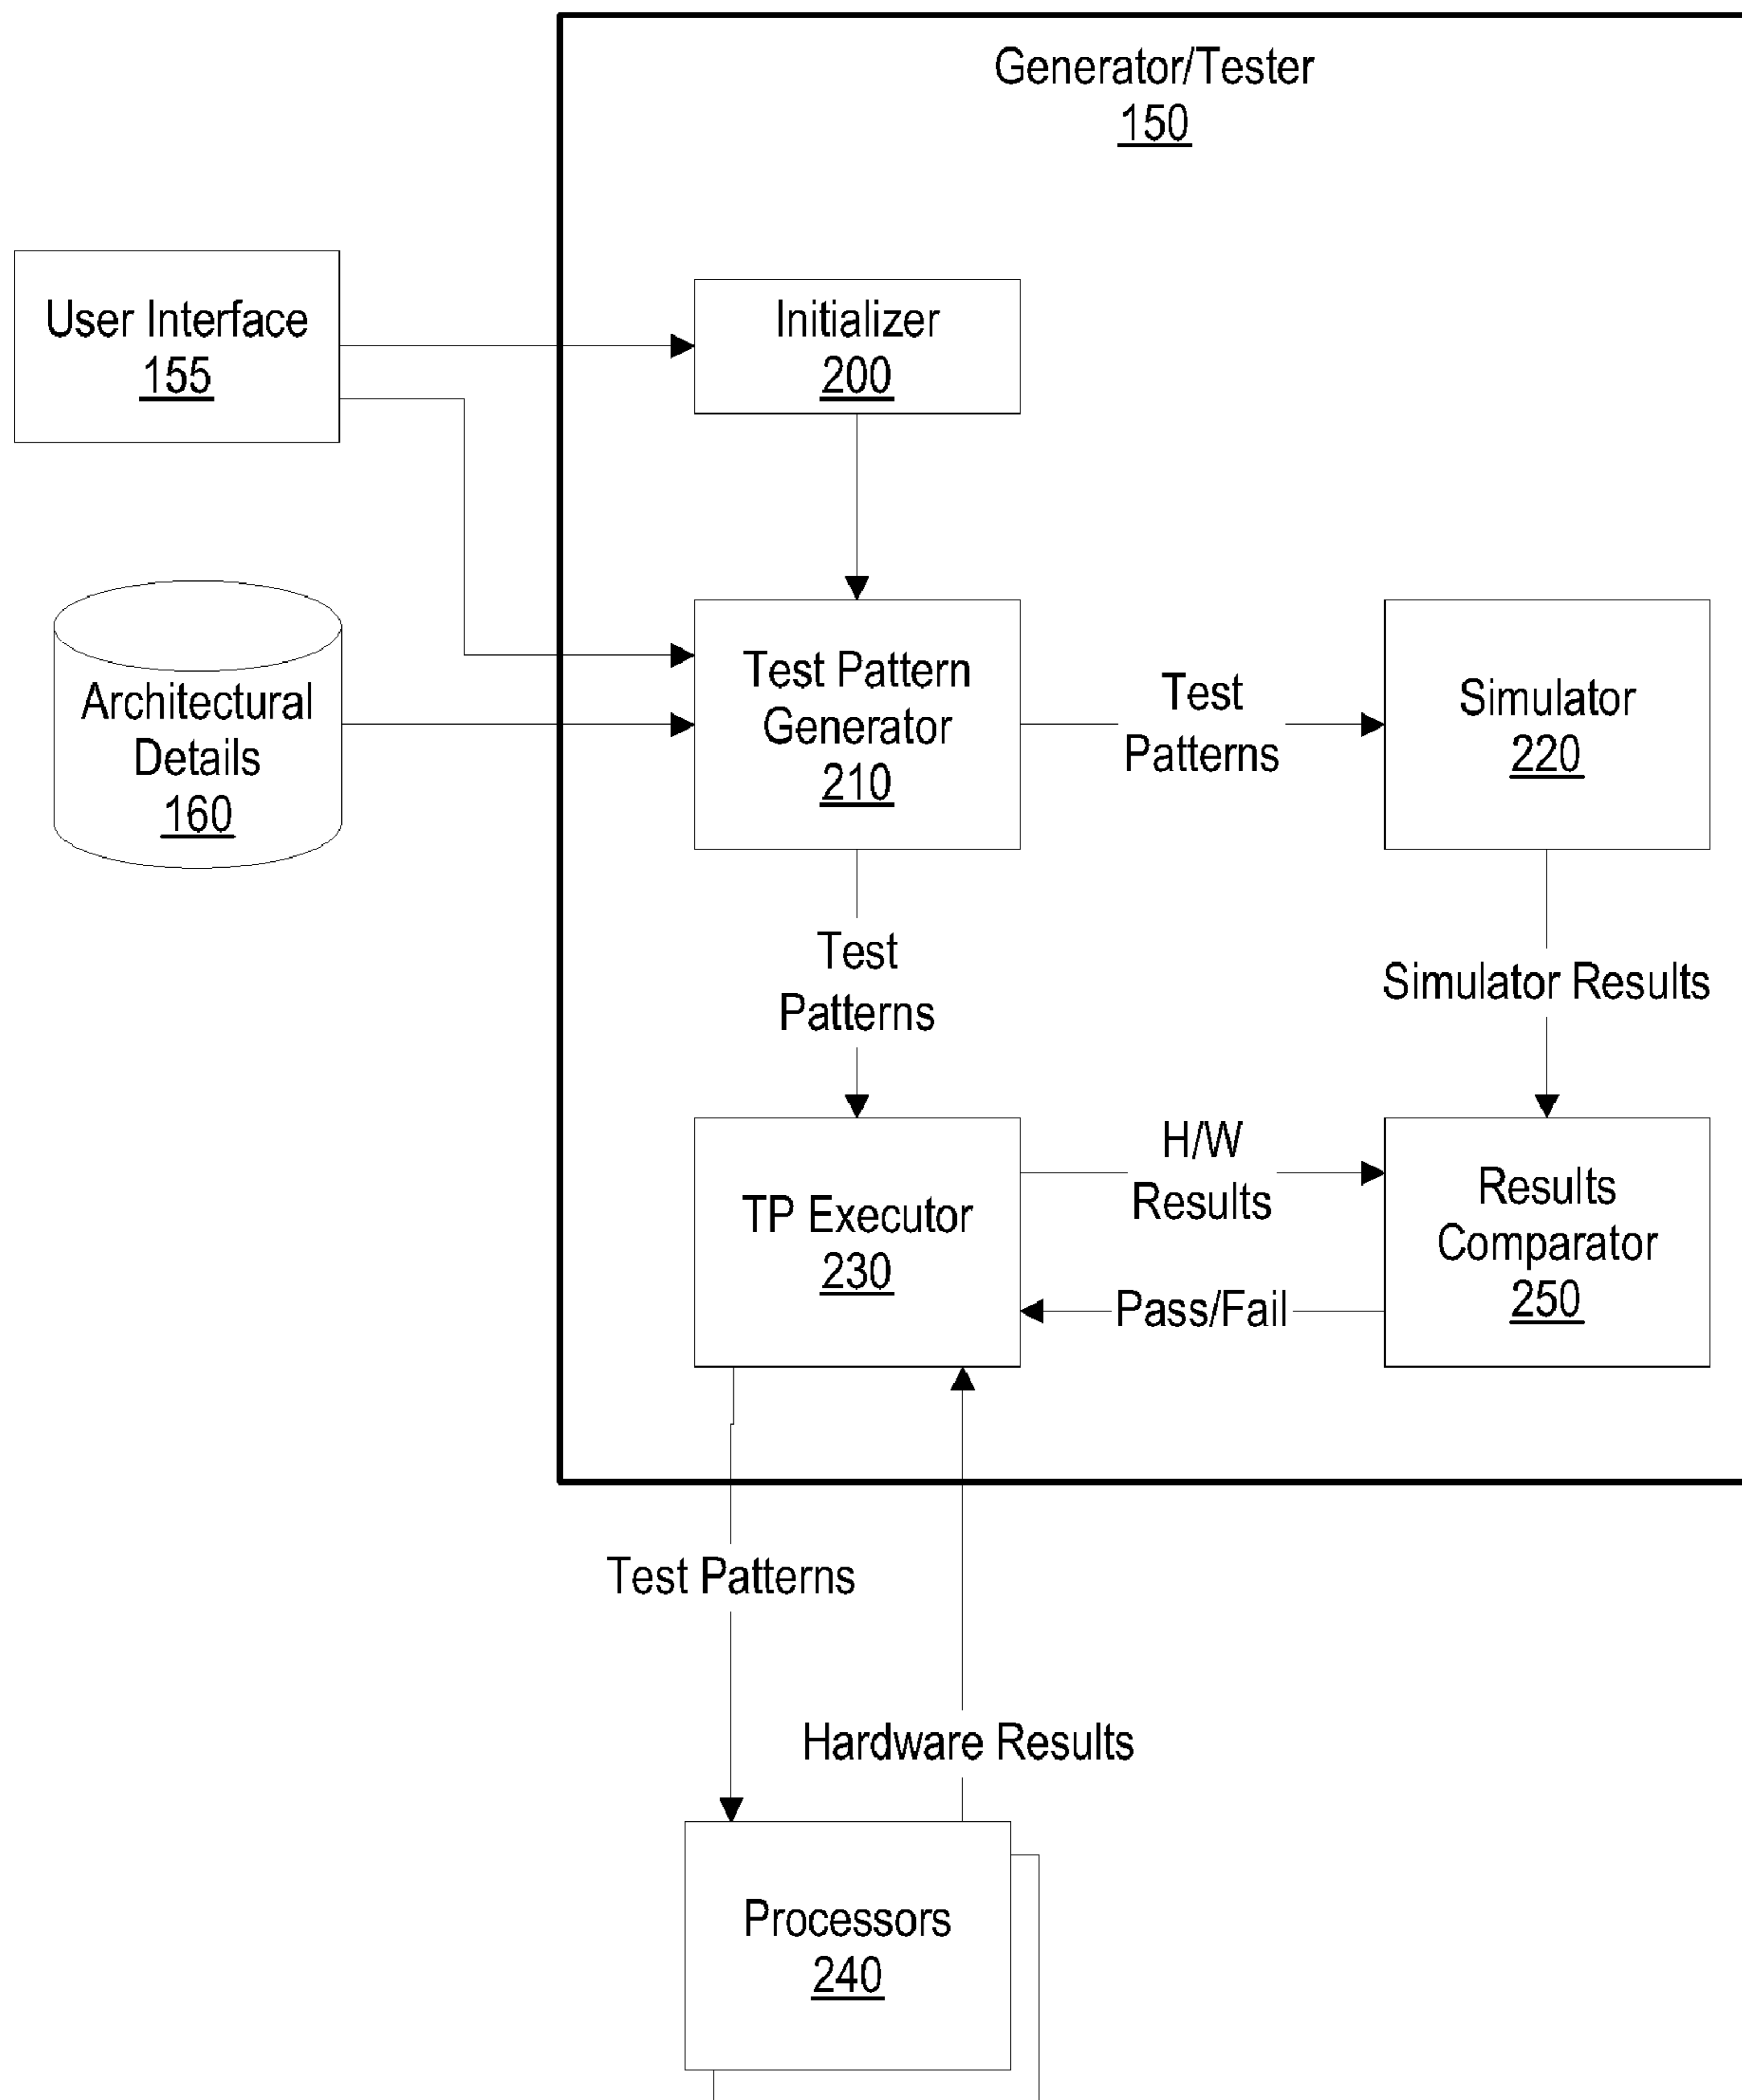 Generator/Tester
150
User Interface
155
Initializer
200
Architectural
Details
160
Test Pattern
Generator
210
Test
Patterns
Simulator
220
Test
Patterns
Simulator Results
TP Executor
230
H/W
Results
Pass/Fail
Results
Comparator
250
Test Patterns
Hardware Results
Processors
240